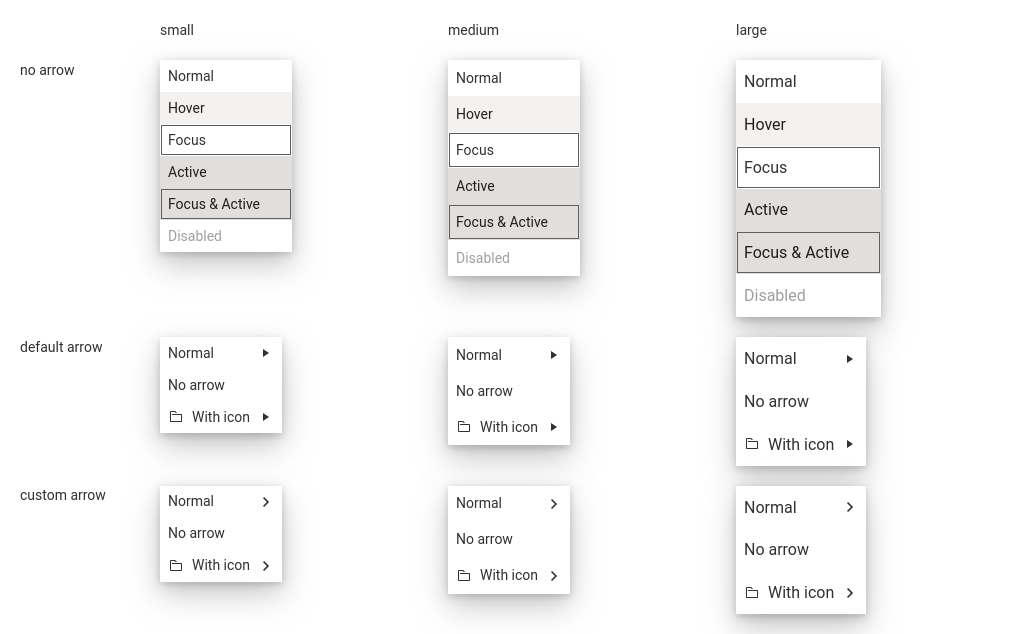 small medium large
no arrow
Normal Normal Normal
Hover Hover Hover
Focus Focus Focus
Active Active Active
Focus & Active Focus & Active Focus & Active
Disabled Disabled Disabled
default arrow
Normal Normal Normal
No arrow No arrow No arrow
With icon With icon With icon
custom arrow
Normal Normal Normal
No arrow No arrow No arrow
With icon With icon With icon